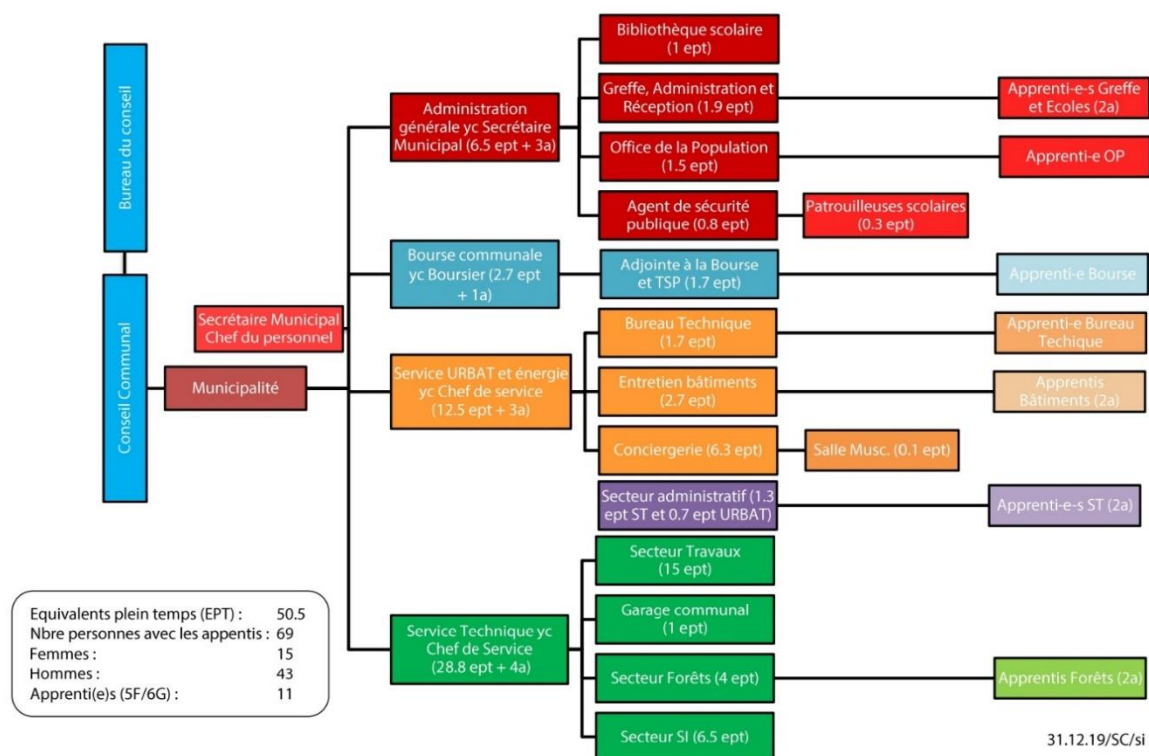 Bureau du conseil
Conseil Communal
Secrétaire Municipal
Chef du personnel
Municipalité
Administration
générale yc Secrétaire
Municipal (6.5 ept + 3a)
Bibliothèque scolaire
(1 ept)
Greffe, Administration et
Réception (1.9 ept)
Apprenti-e-s Greffe
et Ecoles (2a)
Office de la Population
(1.5 ept)
Apprenti-e OP
Agent de sécurité
publique (0.8 ept)
Patrouilleuses scolaires
(0.3 ept)
Bourse communale
yc Boursier (2.7 ept
+ 1a)
Adjointe à la Bourse
et TSP (1.7 ept)
Apprenti-e Bourse
Service URBAT et énergie
yc Chef de service
(12.5 ept + 3a)
Bureau Technique
(1.7 ept)
Apprenti-e Bureau
Techique
Entretien bâtiments
(2.7 ept)
Apprentis
Bâtiments (2a)
Conciergerie (6.3 ept)
Salle Musc. (0.1 ept)
Secteur administratif (1.3
ept ST et 0.7 ept URBAT)
Apprenti-e-s ST (2a)
Service Technique yc
Chef de Service
(28.8 ept + 4a)
Secteur Travaux
(15 ept)
Garage communal
(1 ept)
Secteur Forêts (4 ept)
Apprentis Forêts (2a)
Secteur SI (6.5 ept)
Equivalents plein temps (EPT) : 50.5
Nbre personnes avec les appentis : 69
Femmes : 15
Hommes : 43
Apprenti(e)s (5F/6G) : 11
31.12.19/SC/si